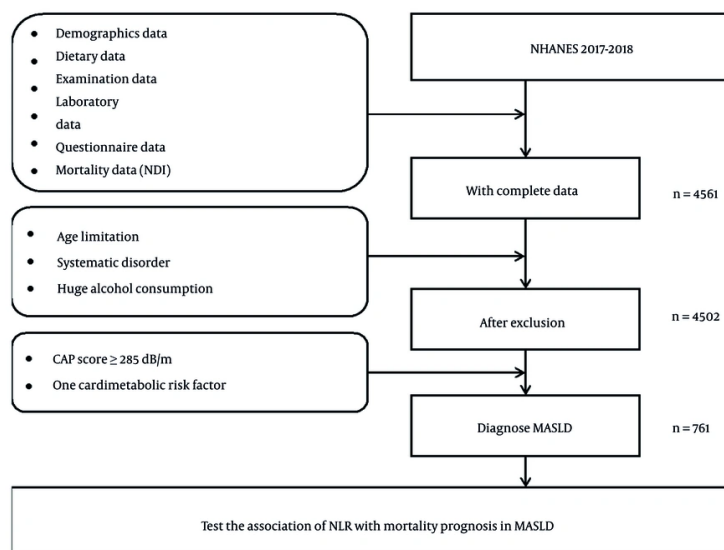 Demographics data
Dietary data
Examination data
Laboratory
data
Questionnaire data
Mortality data (NDI)
NHANES 2017-2018
With complete data
n = 4561
Age limitation
Systematic disorder
Huge alcohol consumption
After exclusion
n = 4502
CAP score ≥ 285 dB/m
One cardimetabolic risk factor
Diagnose MASLD
n = 761
Test the association of NLR with mortality prognosis in MASLD